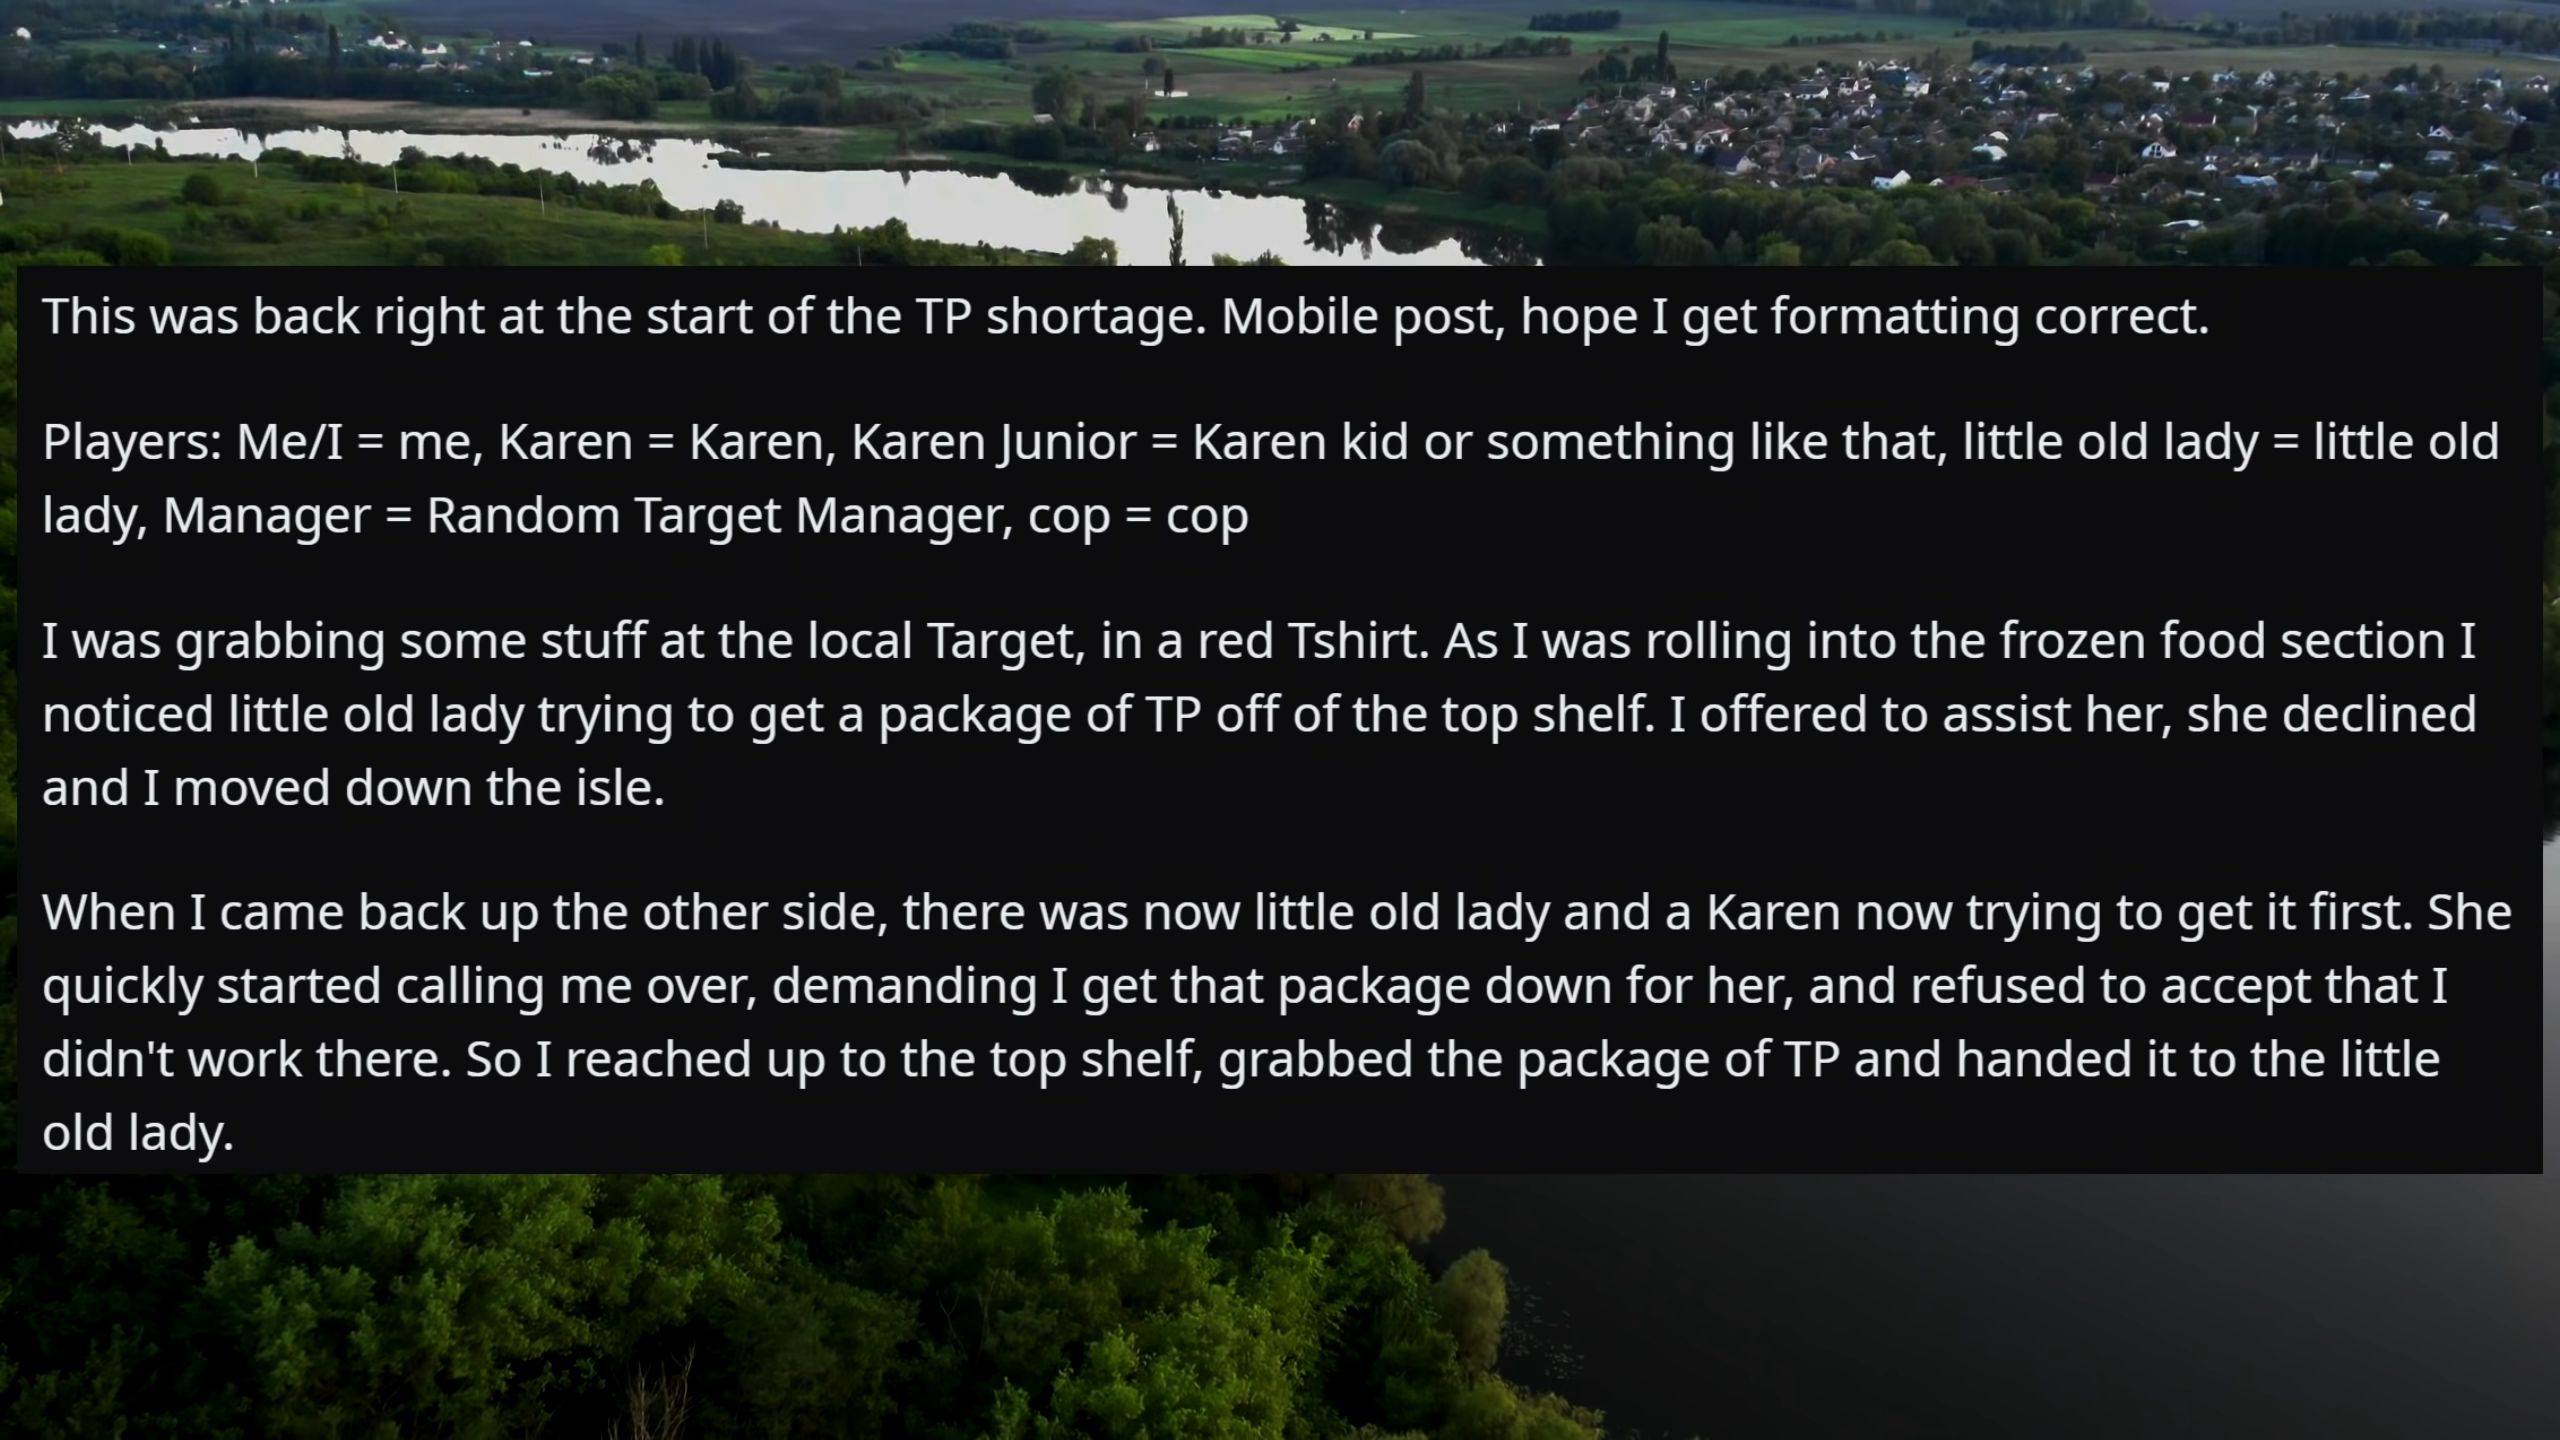 This was back right at the start of the TP shortage. Mobile post, hope I get formatting correct.
Players: Me/I = me, Karen = Karen, Karen Junior = Karen kid or something like that, little old lady = little old
lady, Manager = Random Target Manager, cop = cop
I was grabbing some stuff at the local Target, in a red Tshirt. As I was rolling into the frozen food section I
noticed little old lady trying to get a package of TP off of the top shelf. I offered to assist her, she declined
and I moved down the isle.
When I came back up the other side, there was now little old lady and a Karen now trying to get it first. She
quickly started calling me over, demanding I get that package down for her, and refused to accept that I
didn't work there. So I reached up to the top shelf, grabbed the package of TP and handed it to the little
old lady.